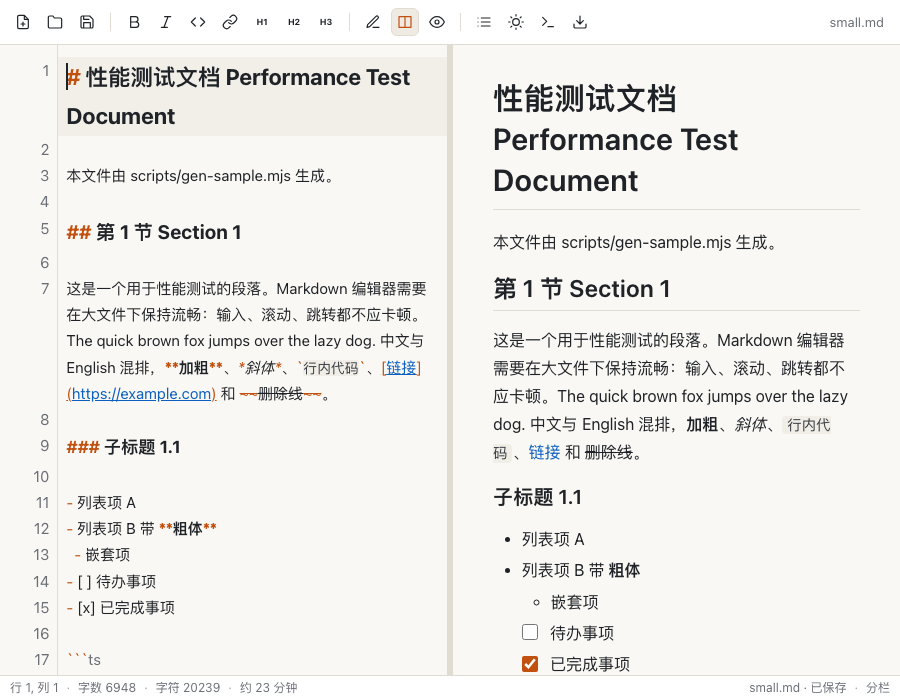 B I H1 H2 H3 small.md
1 # 性能测试文档 Performance Test
Document
2
3 本文件由 scripts/gen-sample.mjs 生成。
4
5 ## 第 1 节 Section 1
6
7 这是一个用于性能测试的段落。Markdown 编辑器需要
在大文件下保持流畅：输入、滚动、跳转都不应卡顿。
The quick brown fox jumps over the lazy dog. 中文与
English 混排，**加粗**、*斜体*、`行内代码`、[链接]
(https://example.com) 和 ~~删除线~~。
8
9 ### 子标题 1.1
10
11 - 列表项 A
12 - 列表项 B 带 **粗体**
13 - 嵌套项
14 - [ ] 待办事项
15 - [x] 已完成事项
16
17 ```ts
性能测试文档
Performance Test
Document
本文件由 scripts/gen-sample.mjs 生成。
第 1 节 Section 1
这是一个用于性能测试的段落。Markdown 编辑器
需要在大文件下保持流畅：输入、滚动、跳转都不
应卡顿。The quick brown fox jumps over the lazy
dog. 中文与 English 混排，加粗、斜体、行内代
码、链接 和 删除线。
子标题 1.1
• 列表项 A
• 列表项 B 带 粗体
◦ 嵌套项
待办事项
已完成事项
行 1, 列 1 · 字数 6948 · 字符 20239 · 约 23 分钟 small.md · 已保存 · 分栏